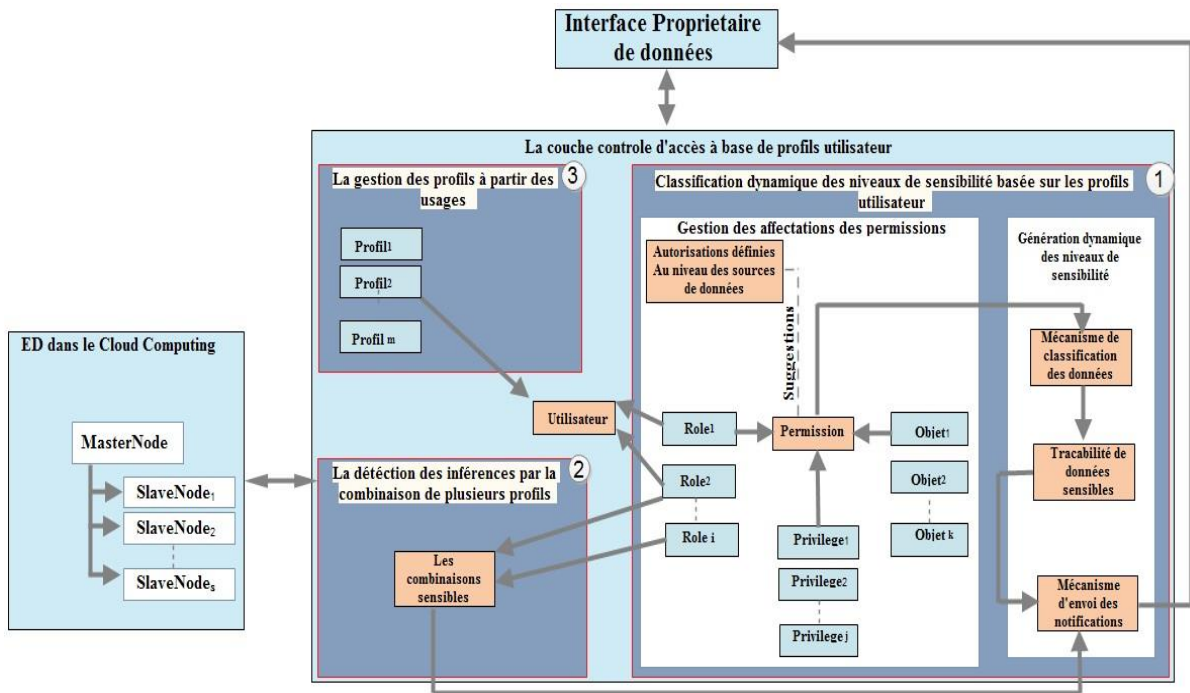 Interface Proprietaire
de données
La couche controle d'accès à base de profils utilisateur
La gestion des profils à partir des
usages
3
Profil1
Profil2
Profil m
Classification dynamique des niveaux de sensibilité basée sur les profils
utilisateur
1
Gestion des affectations des permissions
Autorisations définies
Au niveau des sources
de données
Suggestions
Génération dynamique
des niveaux de
sensibilité
Mécanisme de
classification
des données
Tracabilité de
données
sensibles
Mécanisme
d'envoi des
notifications
ED dans le Cloud Computing
MasterNode
SlaveNode1
SlaveNode2
SlaveNodes
Utilisateur
Role1
Role2
Role i
Permission
Objet1
Objet2
Objet k
Privilege1
Privilege2
Privilege j
La détéction des inférences par la
combinaison de plusieurs profils
2
Les
combinaisons
sensibles